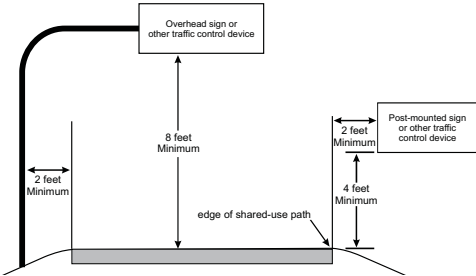 Overhead sign or
other traffic control device
8 feet
Minimum
2 feet
Minimum
2 feet
Minimum
Post-mounted sign
or other traffic
control device
4 feet
Minimum
edge of shared-use path